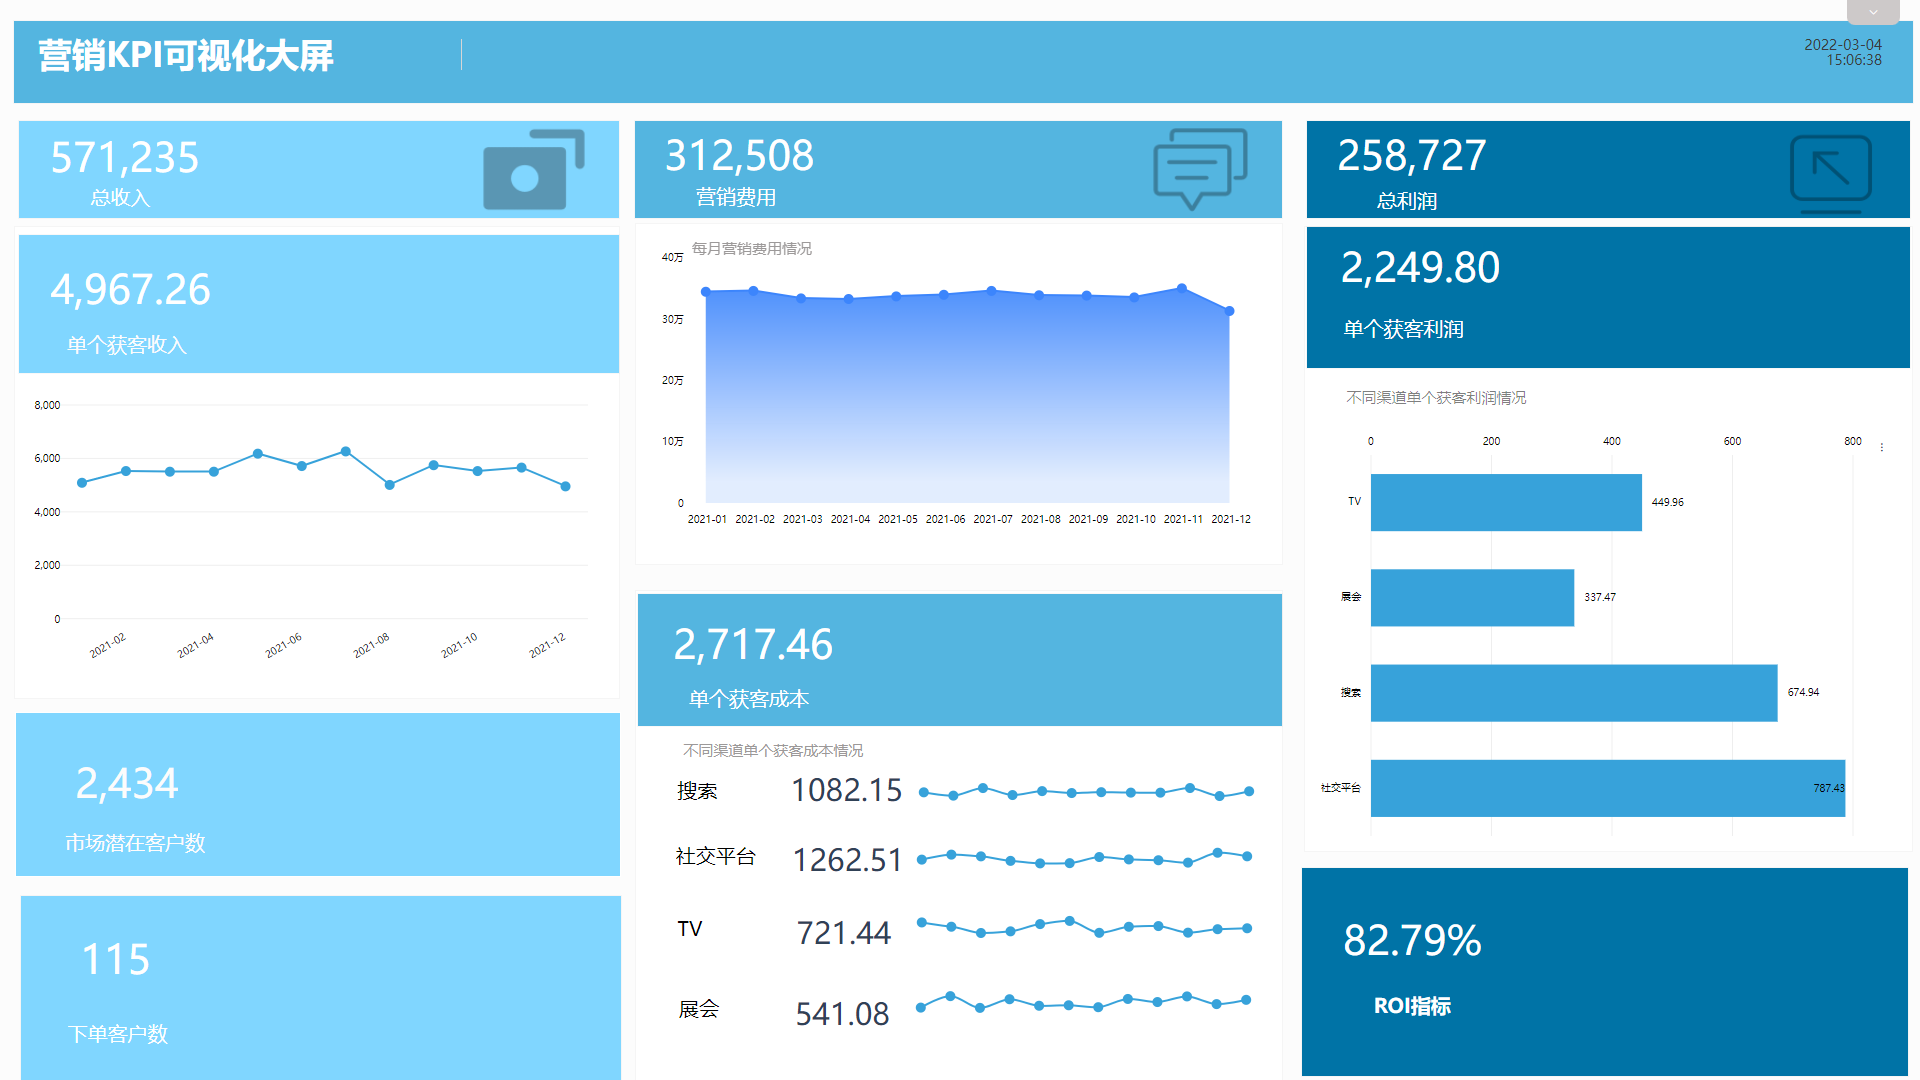 营销KPI可视化大屏
2022-03-04
15:06:38
571,235
总收入
4,967.26
单个获客收入
8,000
6,000
4,000
2,000
0
2021-02
2021-04
2021-06
2021-08
2021-10
2021-12
2,434
市场潜在客户数
115
下单客户数
312,508
营销费用
每月营销费用情况
40万
30万
20万
10万
0
2021-01 2021-02 2021-03 2021-04 2021-05 2021-06 2021-07 2021-08 2021-09 2021-10 2021-11 2021-12
2,717.46
单个获客成本
不同渠道单个获客成本情况
搜索 1082.15
社交平台 1262.51
TV 721.44
展会 541.08
258,727
总利润
2,249.80
单个获客利润
不同渠道单个获客利润情况
0 200 400 600 800
TV 449.96
展会 337.47
搜索 674.94
社交平台 787.43
82.79%
ROI指标